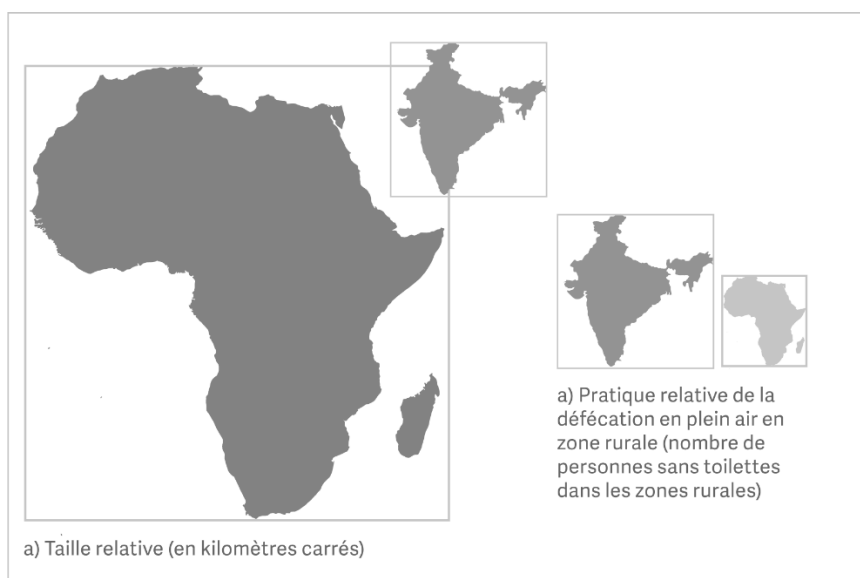 a) Pratique relative de la
défécation en plein air en
zone rurale (nombre de
personnes sans toilettes
dans les zones rurales)
a) Taille relative (en kilomètres carrés)